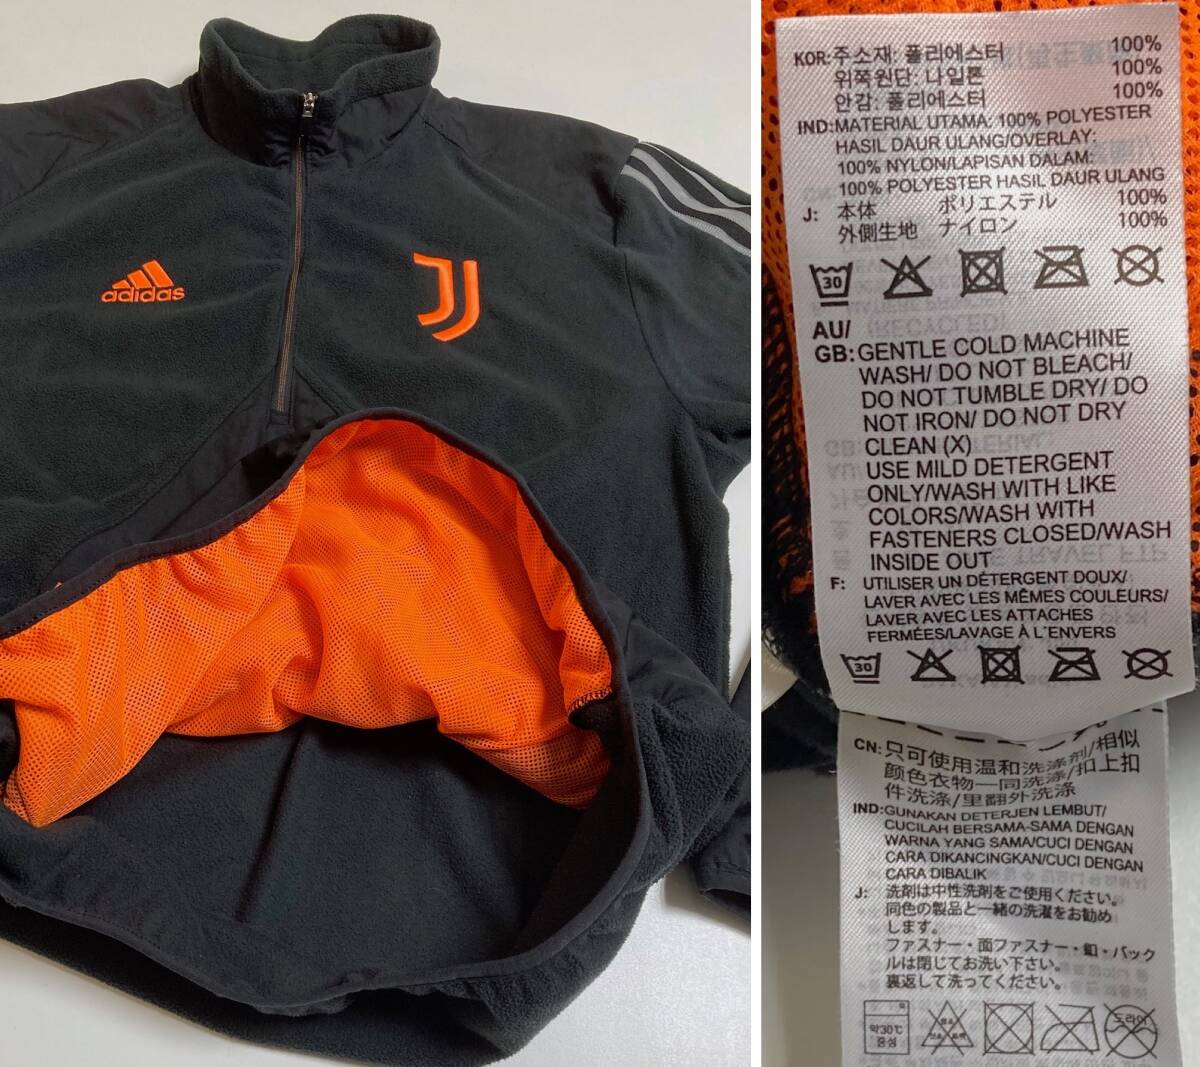 adidas
KOR: 주소재: 폴리에스터 100%
위쪽원단: 나일론 100%
안감: 폴리에스터 100%
IND: MATERIAL UTAMA: 100% POLYESTER
HASIL DAUR ULANG/OVERLAY:
100% NYLON/LAPISAN DALAM:
100% POLYESTER HASIL DAUR ULANG
J: 本体 ポリエステル 100%
外側生地 ナイロン 100%
30
AU/
GB: GENTLE COLD MACHINE
WASH/ DO NOT BLEACH/
DO NOT TUMBLE DRY/ DO
NOT IRON/ DO NOT DRY
CLEAN (X)
USE MILD DETERGENT
ONLY/WASH WITH LIKE
COLORS/WASH WITH
FASTENERS CLOSED/WASH
INSIDE OUT
F: UTILISER UN DÉTERGENT DOUX/
LAVER AVEC LES MÊMES COULEURS/
LAVER AVEC LES ATTACHES
FERMÉES/LAVAGE À L'ENVERS
30
CN: 只可使用温和洗涤剂/相似
颜色衣物一同洗涤/扣上扣
件洗涤/里翻外洗涤
IND: GUNAKAN DETERJEN LEMBUT/
CUCILAH BERSAMA-SAMA DENGAN
WARNA YANG SAMA/CUCI DENGAN
CARA DIKANCINGKAN/CUCI DENGAN
CARA DIBALIK
J: 洗剤は中性洗剤をご使用ください。
同色の製品と一緒の洗濯をお勧め
します。
ファスナー・面ファスナー・釦・バック
ルは閉じてお洗い下さい。
裏返して洗ってください。
약30℃
중성
드라이